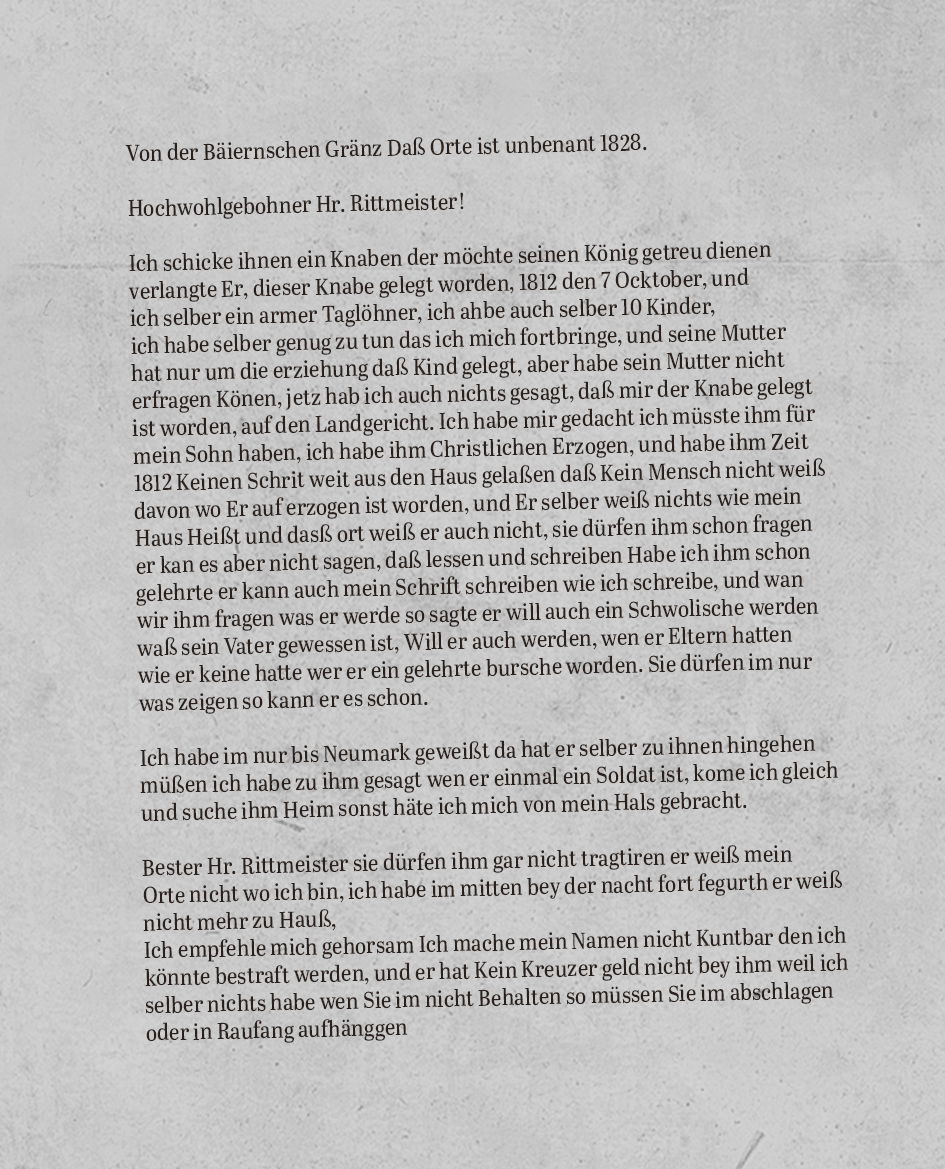 Von der Bäiernschen Gränz Daß Orte ist unbenant 1828.
Hochwohlgebohner Hr. Rittmeister!
Ich schicke ihnen ein Knaben der möchte seinen König getreu dienen
verlangte Er, dieser Knabe gelegt worden, 1812 den 7 Ocktober, und
ich selber ein armer Taglöhner, ich ahbe auch selber 10 Kinder,
ich habe selber genug zu tun das ich mich fortbringe, und seine Mutter
hat nur um die erziehung daß Kind gelegt, aber habe sein Mutter nicht
erfragen Könen, jetz hab ich auch nichts gesagt, daß mir der Knabe gelegt
ist worden, auf den Landgericht. Ich habe mir gedacht ich müsste ihm für
mein Sohn haben, ich habe ihm Christlichen Erzogen, und habe ihm Zeit
1812 Keinen Schrit weit aus den Haus gelaßen daß Kein Mensch nicht weiß
davon wo Er auf erzogen ist worden, und Er selber weiß nichts wie mein
Haus Heißt und dasß ort weiß er auch nicht, sie dürfen ihm schon fragen
er kan es aber nicht sagen, daß lessen und schreiben Habe ich ihm schon
gelehrte er kann auch mein Schrift schreiben wie ich schreibe, und wan
wir ihm fragen was er werde so sagte er will auch ein Schwolische werden
waß sein Vater gewessen ist, Will er auch werden, wen er Eltern hatten
wie er keine hatte wer er ein gelehrte bursche worden. Sie dürfen im nur
was zeigen so kann er es schon.
Ich habe im nur bis Neumark geweißt da hat er selber zu ihnen hingehen
müßen ich habe zu ihm gesagt wen er einmal ein Soldat ist, kome ich gleich
und suche ihm Heim sonst häte ich mich von mein Hals gebracht.
Bester Hr. Rittmeister sie dürfen ihm gar nicht tragtiren er weiß mein
Orte nicht wo ich bin, ich habe im mitten bey der nacht fort fegurth er weiß
nicht mehr zu Hauß,
Ich empfehle mich gehorsam Ich mache mein Namen nicht Kuntbar den ich
könnte bestraft werden, und er hat Kein Kreuzer geld nicht bey ihm weil ich
selber nichts habe wen Sie im nicht Behalten so müssen Sie im abschlagen
oder in Raufang aufhänggen